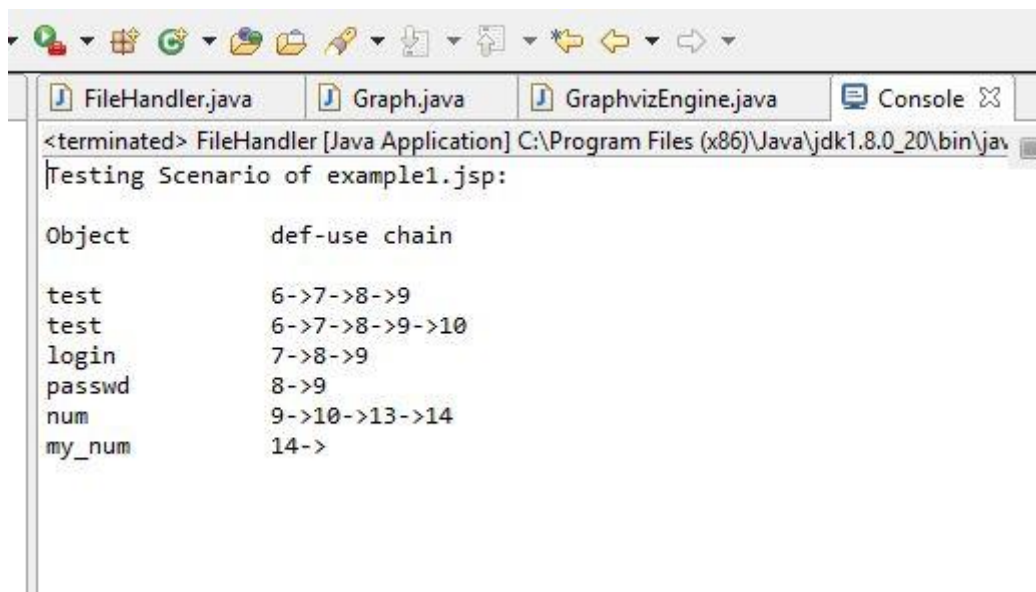 FileHandler.java Graph.java GraphvizEngine.java Console
<terminated> FileHandler [Java Application] C:\Program Files (x86)\Java\jdk1.8.0_20\bin\jav
Testing Scenario of example1.jsp:
Object def-use chain
test 6->7->8->9
test 6->7->8->9->10
login 7->8->9
passwd 8->9
num 9->10->13->14
my_num 14->